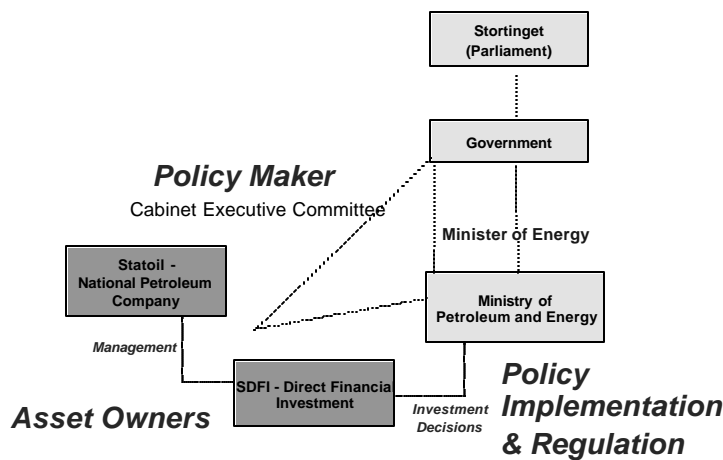 Stortinget
(Parliament)
Government
Policy Maker
Cabinet Executive Committee
Minister of Energy
Statoil -
National Petroleum
Company
Ministry of
Petroleum and Energy
Management
SDFI - Direct Financial
Investment
Investment
Decisions
Asset Owners
Policy
Implementation
& Regulation